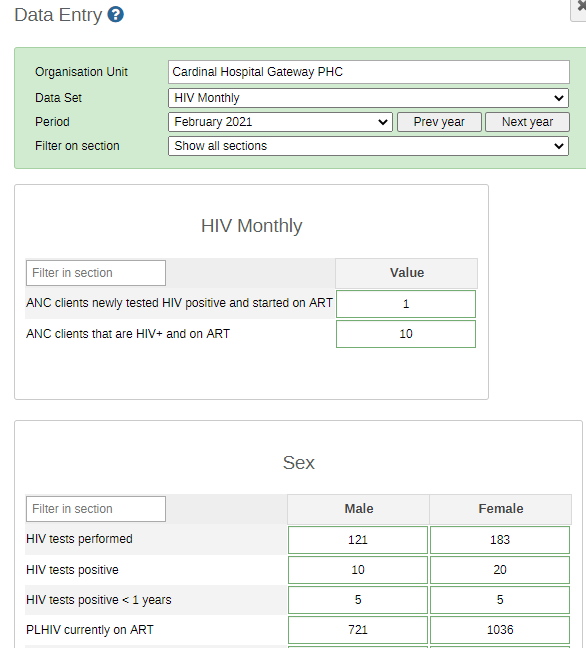 Data Entry ?
Organisation Unit Cardinal Hospital Gateway PHC
Data Set HIV Monthly
Period February 2021 Prev year Next year
Filter on section Show all sections
HIV Monthly
Filter in section Value
ANC clients newly tested HIV positive and started on ART 1
ANC clients that are HIV+ and on ART 10
Sex
Filter in section Male Female
HIV tests performed 121 183
HIV tests positive 10 20
HIV tests positive < 1 years 5 5
PLHIV currently on ART 721 1036